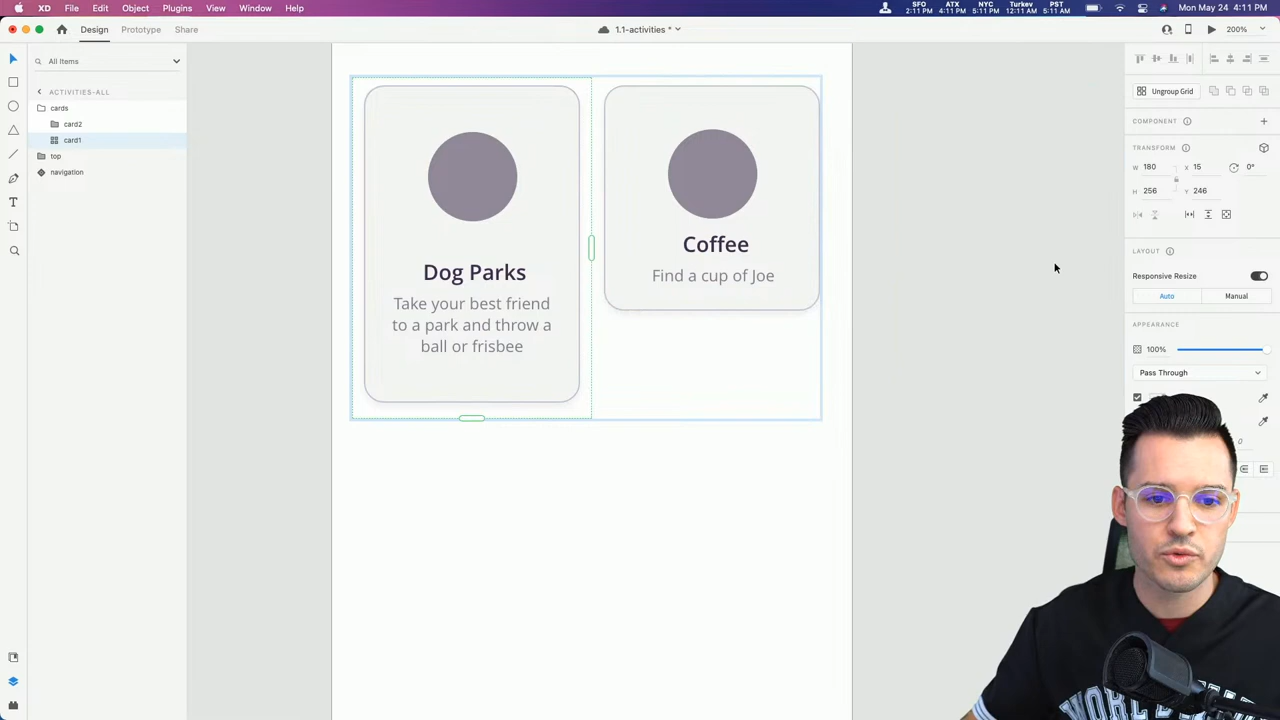 XD File Edit Object Plugins View Window Help
SFO ATX NYC Turkey PST
2:11 PM 4:11 PM 5:11 PM 12:11 AM 5:11 AM
Mon May 24 4:11 PM
Design Prototype Share
1.1-activities *
200%
All Items
ACTIVITIES-ALL
cards
card2
card1
top
navigation
Dog Parks
Take your best friend
to a park and throw a
ball or frisbee
Coffee
Find a cup of Joe
Ungroup Grid
COMPONENT
TRANSFORM
W 180 X 15 0°
H 256 Y 246
LAYOUT
Responsive Resize
Auto Manual
APPEARANCE
100%
Pass Through
0